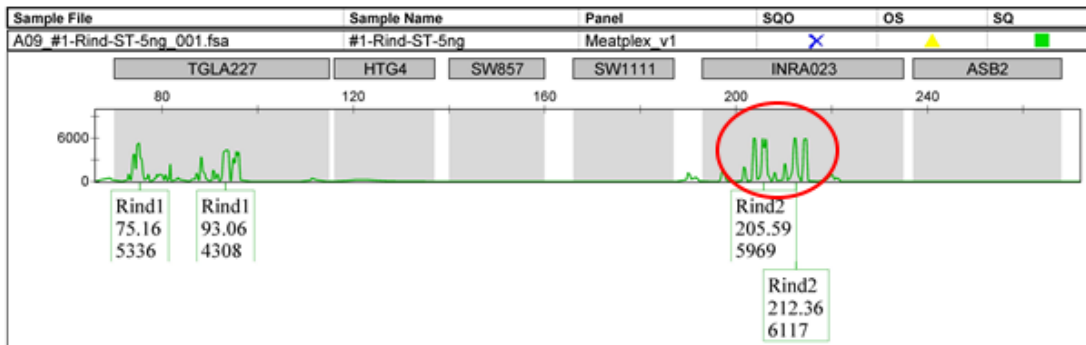 Sample File Sample Name Panel SQO OS SQ
A09_#1-Rind-ST-5ng_001.fsa #1-Rind-ST-5ng Meatplex_v1
TGLA227 HTG4 SW857 SW1111 INRA023 ASB2
80 120 160 200 240
6000
0
Rind1
75.16
5336
Rind1
93.06
4308
Rind2
205.59
5969
Rind2
212.36
6117